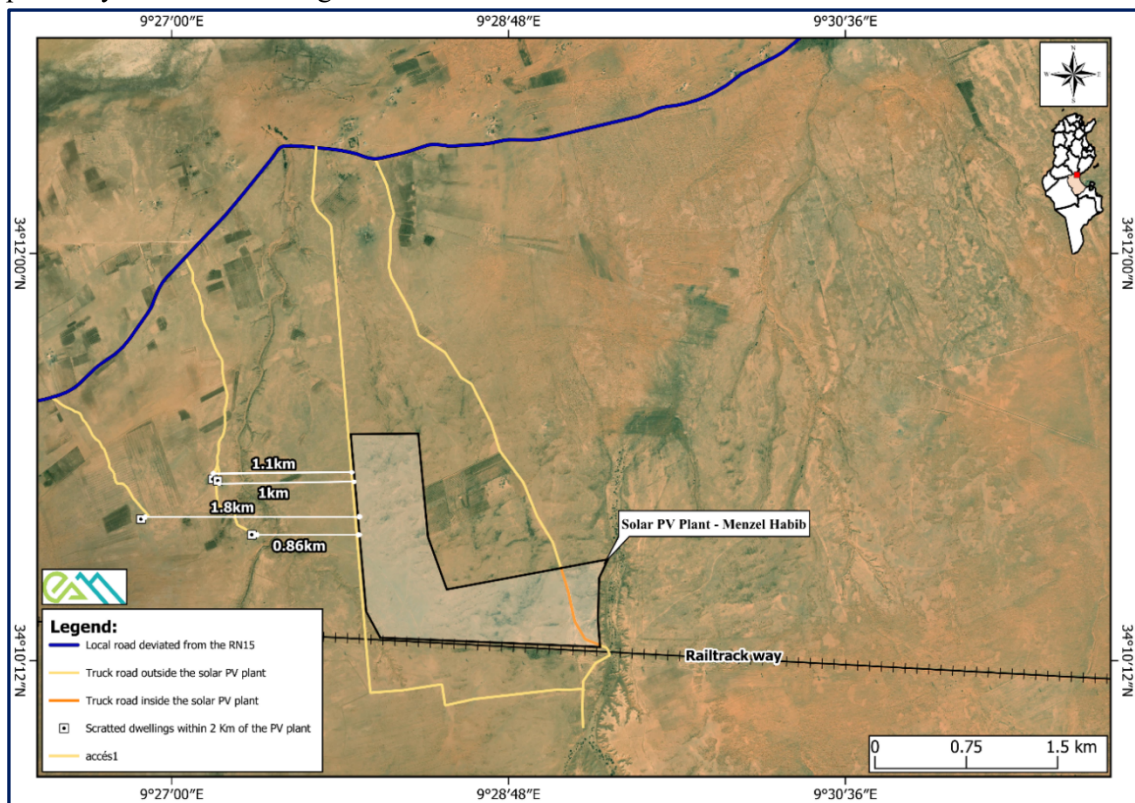 9°27'00"E 9°28'48"E 9°30'36"E
N
W E
S
34°12'00"N 34°12'00"N
1.1km
1km
1.8km
0.86km
Solar PV Plant - Menzel Habib
Legend:
Local road deviated from the RN15
Truck road outside the solar PV plant
Truck road inside the solar PV plant
Scratted dwellings within 2 Km of the PV plant
accés1
Railtrack way
34°10'12"N 34°10'12"N
0 0.75 1.5 km
9°27'00"E 9°28'48"E 9°30'36"E